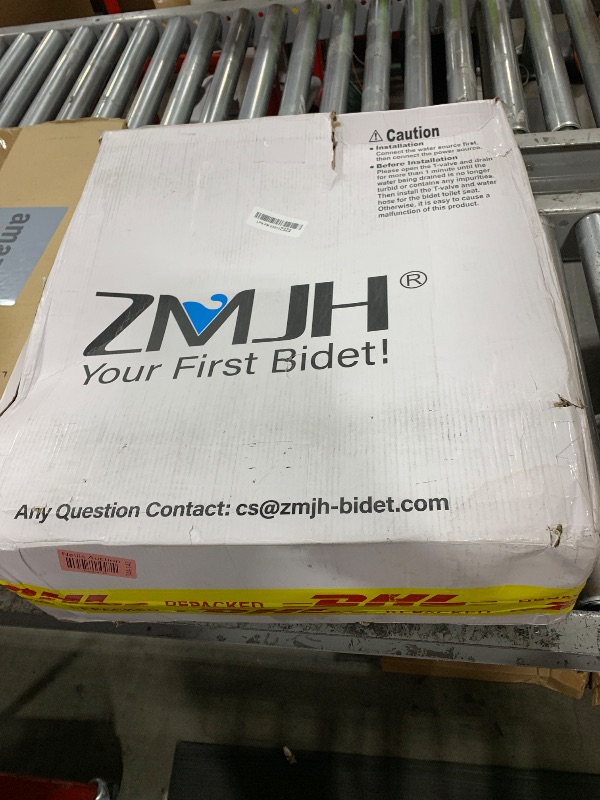 Caution
• Installation
Connect the water source first,
then connect the power source.
• Before Installation
Please open the T-valve and drain
for more than 1 minute until the
water being drained is no longer
turbid or contains any impurities.
Then install the T-valve and water
hose for the bidet toilet seat.
Otherwise, it is easy to cause a
malfunction of this product.
ama
ZMJH®
Your First Bidet!
Any Question Contact: cs@zmjh-bidet.com
REPACKED DHL